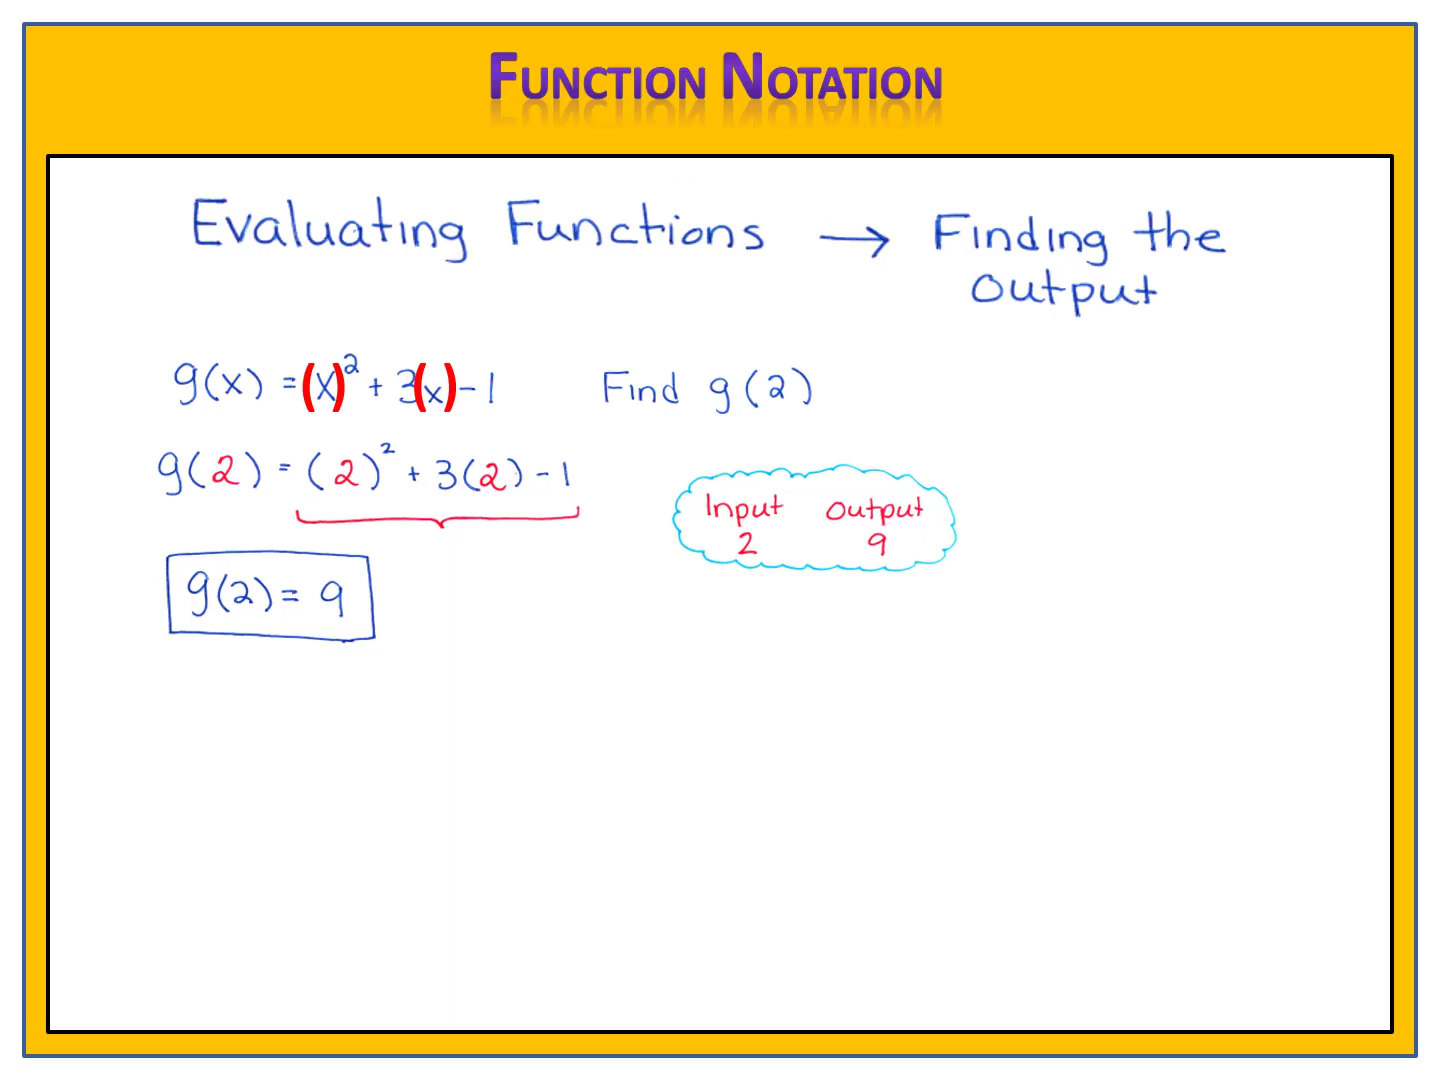 FUNCTION NOTATION
Evaluating Functions → Finding the
output
g(x) = (x)² + 3(x) - 1 Find g(2)
g(2) = (2)² + 3(2) - 1
Input Output
2 9
g(2) = 9